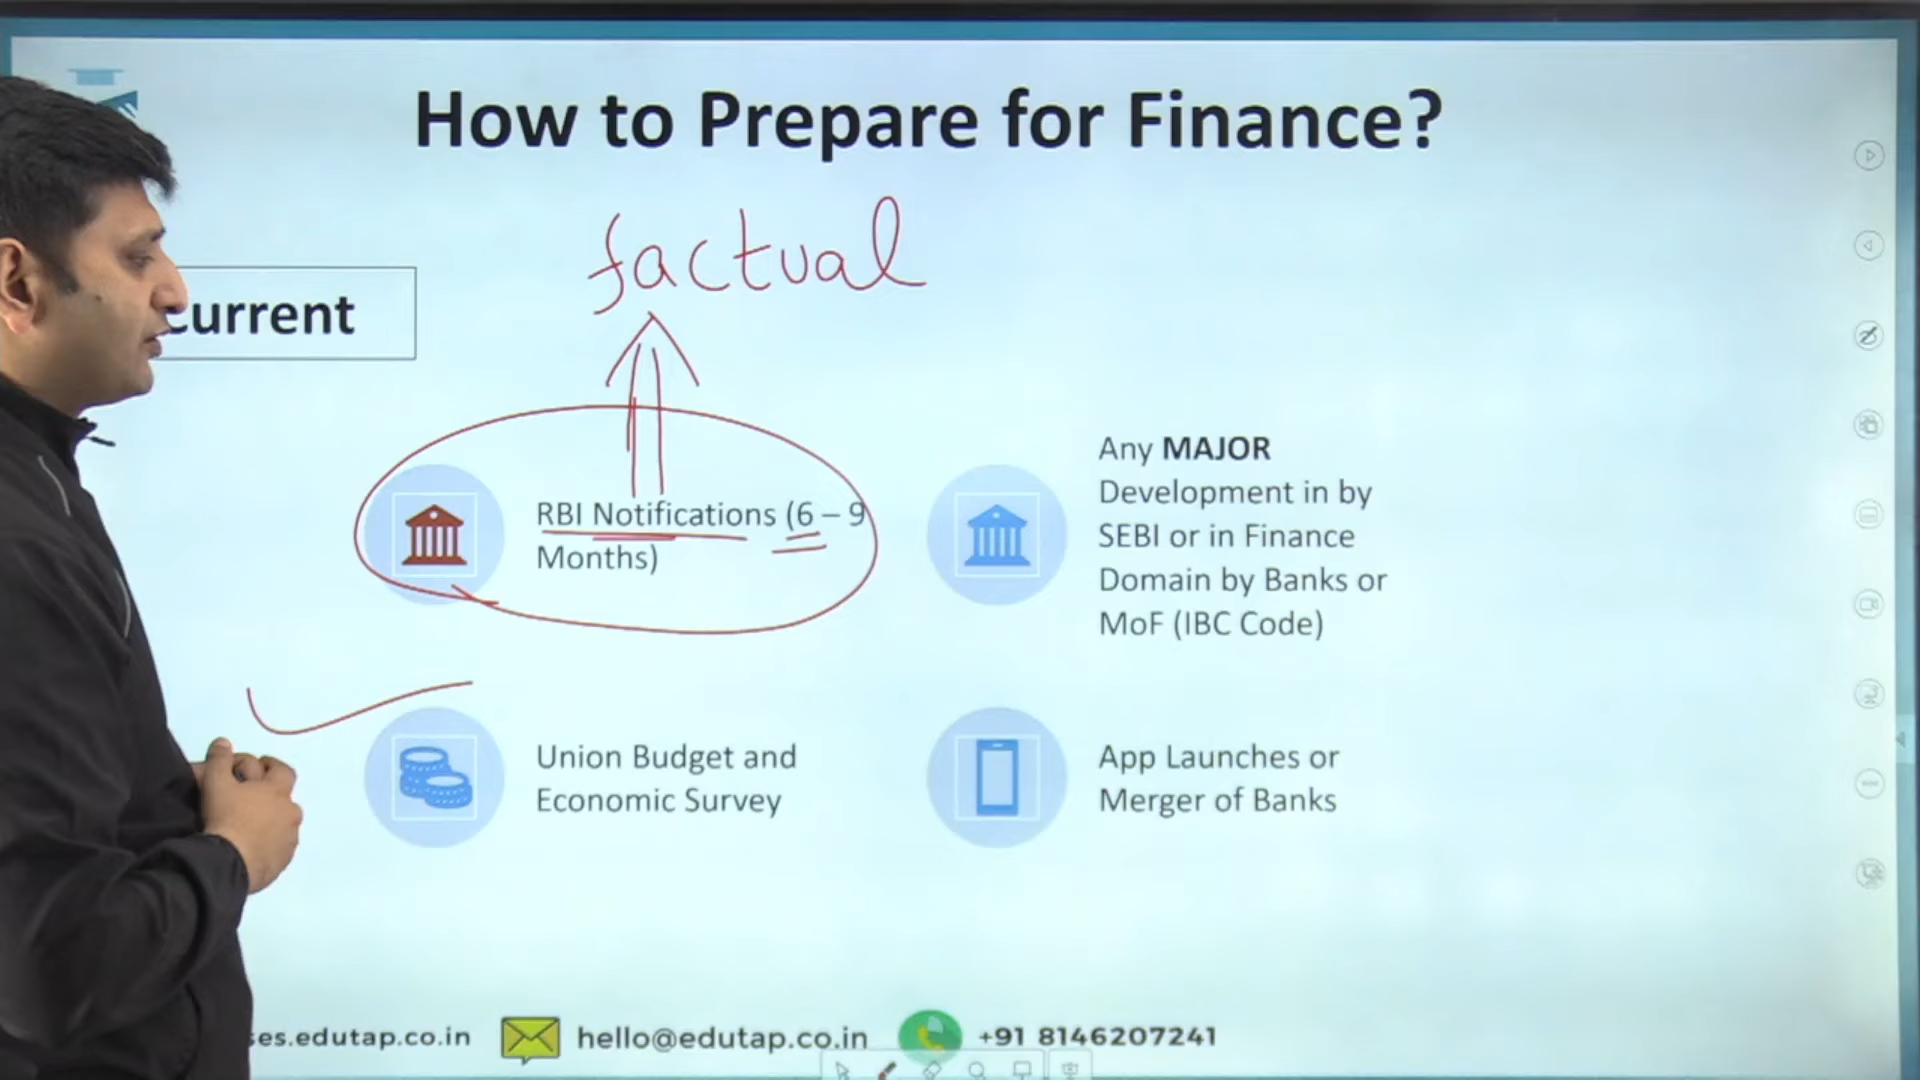 How to Prepare for Finance?
factual
Current
RBI Notifications (6 – 9
Months)
Any MAJOR
Development in by
SEBI or in Finance
Domain by Banks or
MoF (IBC Code)
Union Budget and
Economic Survey
App Launches or
Merger of Banks
ses.edutap.co.in
hello@edutap.co.in
+91 8146207241